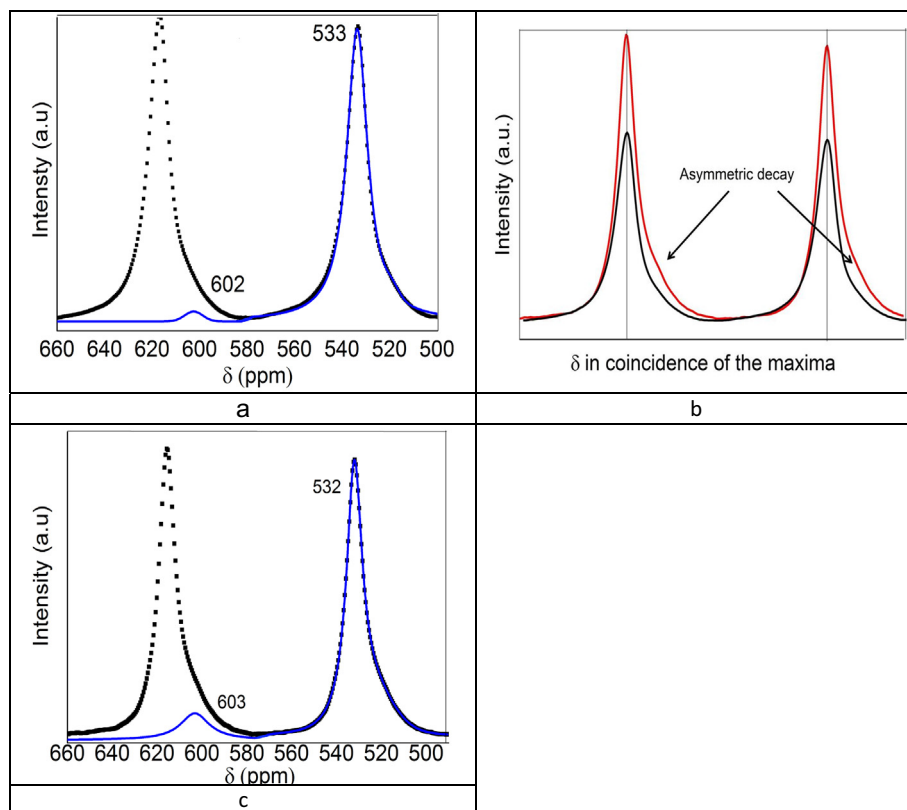 Intensty (a.u)
533
602
660 640 620 600 580 560 540 520 500
δ (ppm)
a
Intensity (a.u.)
Asymmetric decay
δ in coincidence of the maxima
b
Intensity (a.u)
532
603
660 640 620 600 580 560 540 520 500
δ (ppm)
c